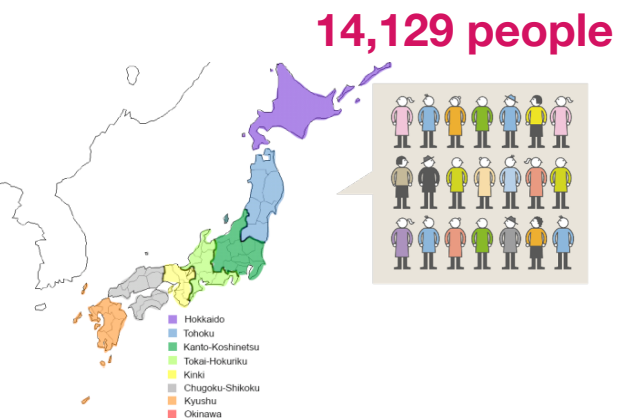 14,129 people
Hokkaido
Tohoku
Kanto-Koshinetsu
Tokai-Hokuriku
Kinki
Chugoku-Shikoku
Kyushu
Okinawa